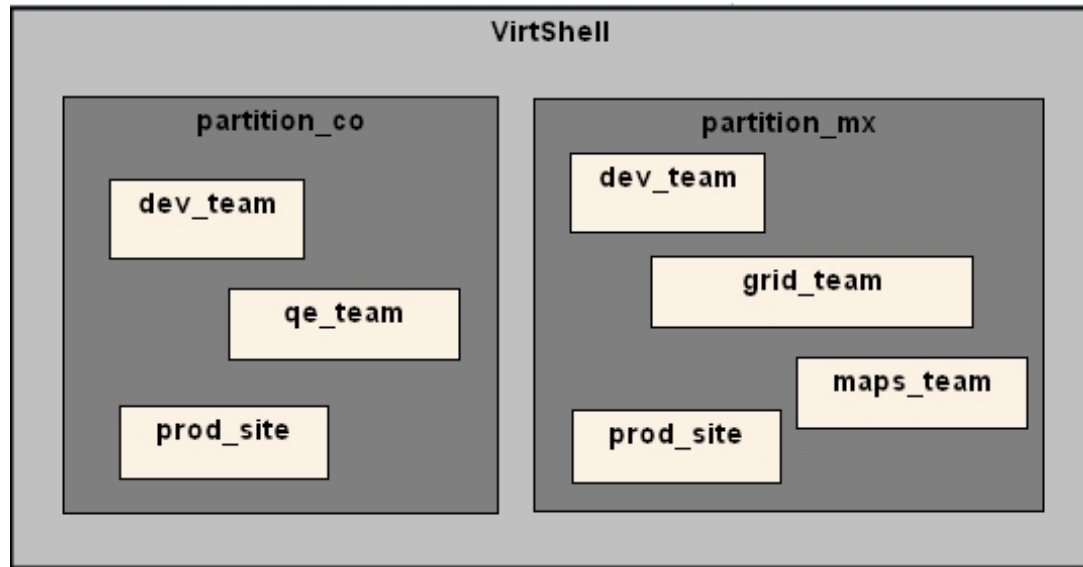 VirtShell
partition_co
dev_team
qe_team
prod_site
partition_mx
dev_team
grid_team
maps_team
prod_site